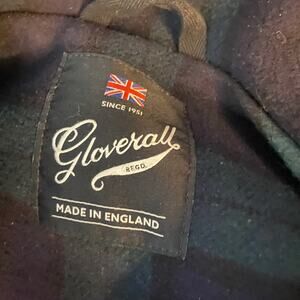 SINCE 1951
Gloverall
REGD.
MADE IN ENGLAND